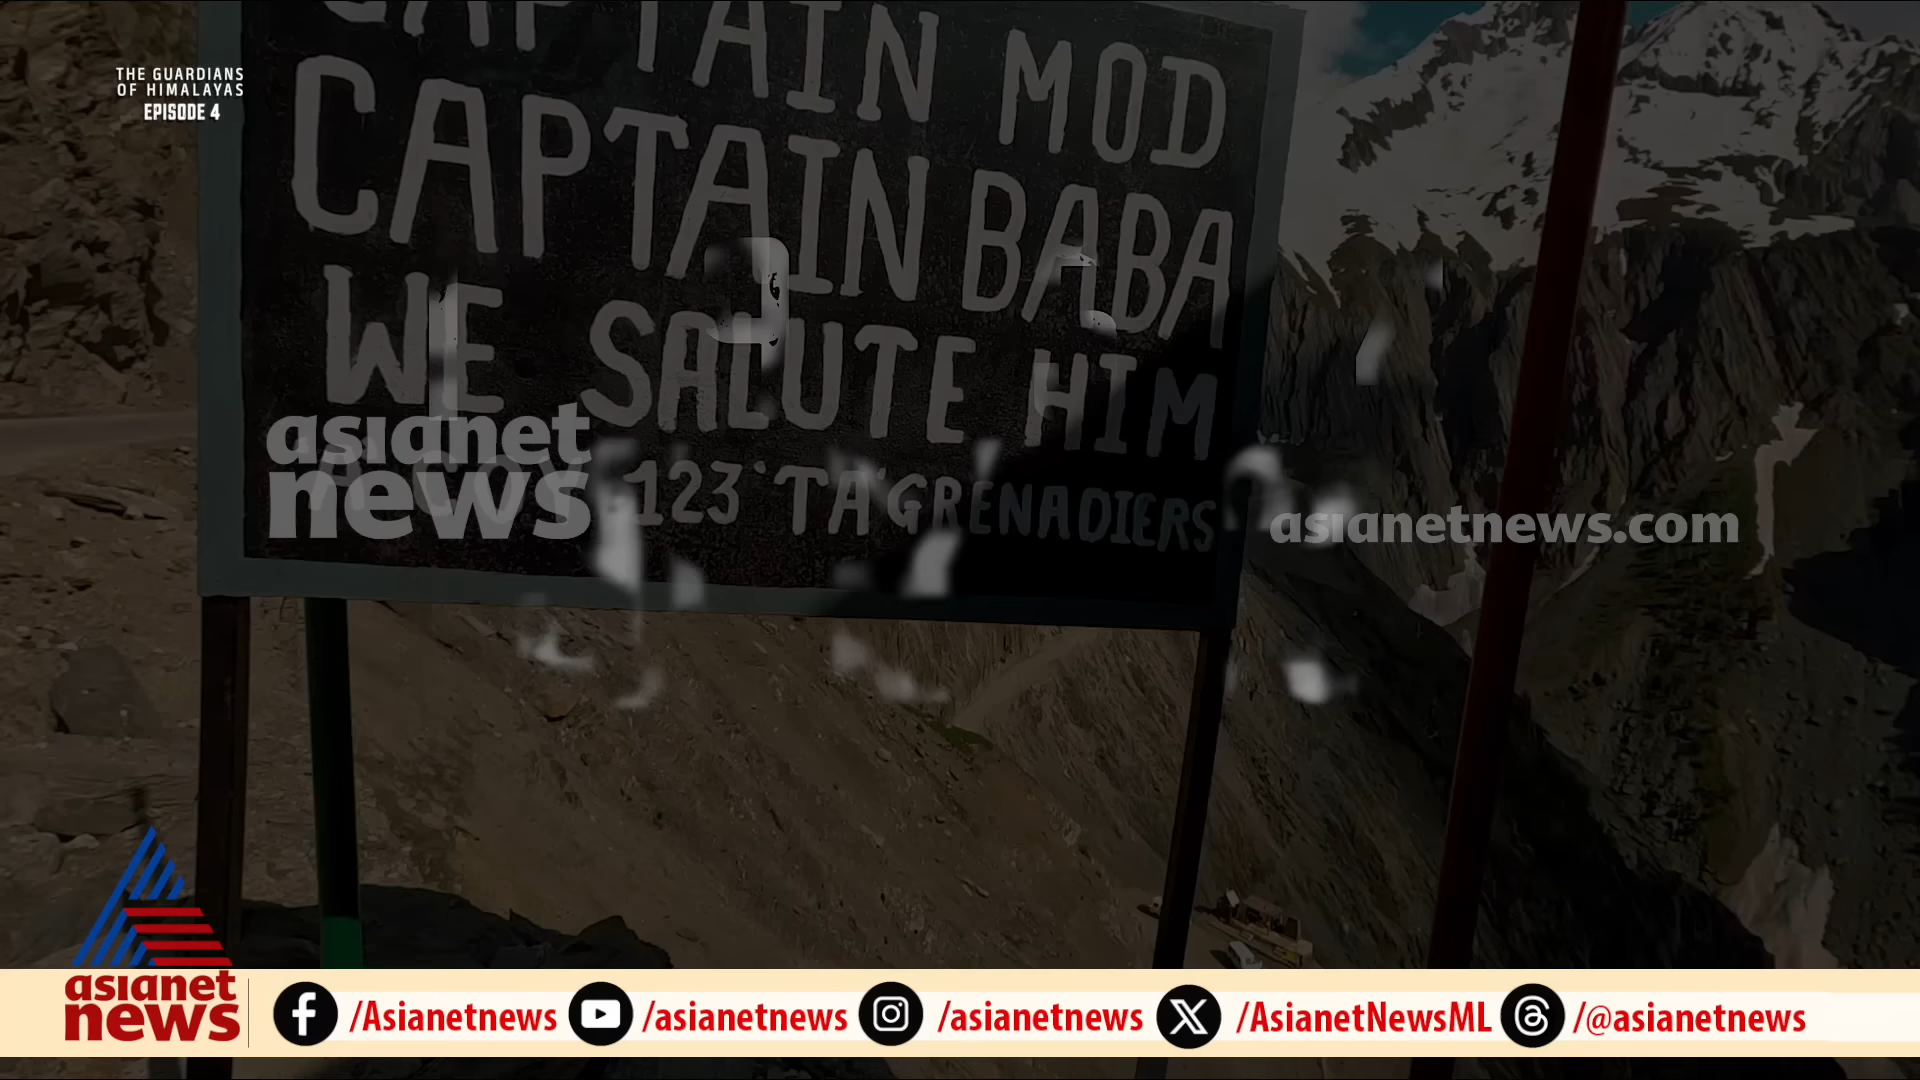 THE GUARDIANS
OF HIMALAYAS
EPISODE 4
CAPTAIN MOD
CAPTAIN BABA
WE SALUTE HIM
COY 123 TA GRENADIERS
asianet
news
asianetnews.com
asianet
news
/Asianetnews
/asianetnews
/asianetnews
/AsianetNewsML
/@asianetnews